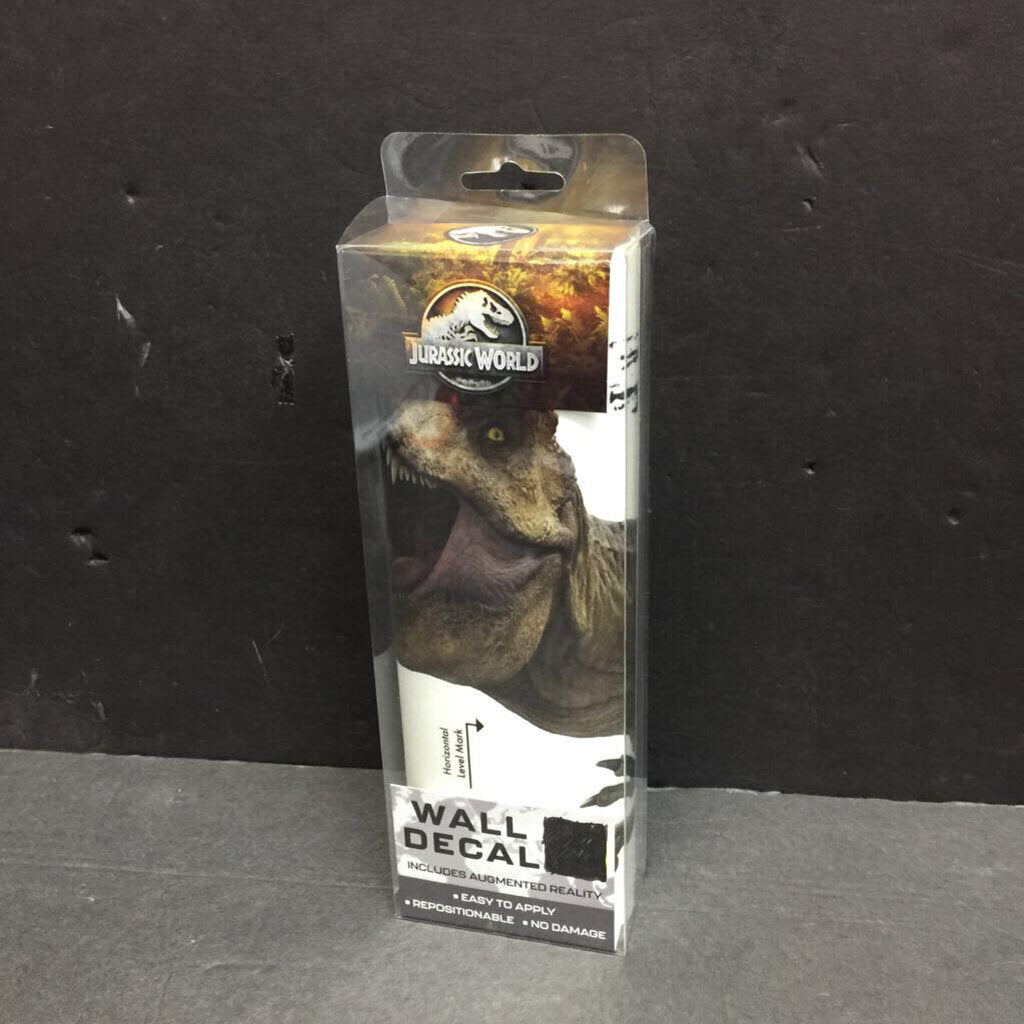 JURASSIC WORLD
Horizontal
Level Mark
WALL
DECAL
INCLUDES AUGMENTED REALITY
• EASY TO APPLY
• REPOSITIONABLE • NO DAMAGE